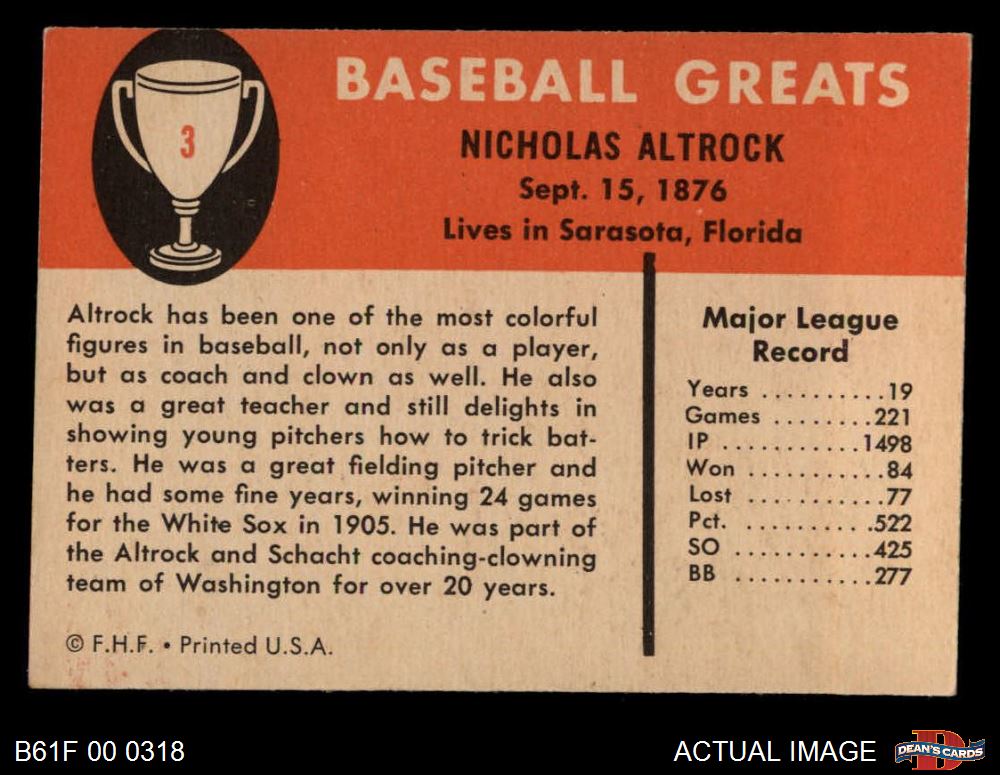 3
BASEBALL GREATS
NICHOLAS ALTROCK
Sept. 15, 1876
Lives in Sarasota, Florida
Altrock has been one of the most colorful
figures in baseball, not only as a player,
but as coach and clown as well. He also
was a great teacher and still delights in
showing young pitchers how to trick bat-
ters. He was a great fielding pitcher and
he had some fine years, winning 24 games
for the White Sox in 1905. He was part of
the Altrock and Schacht coaching-clowning
team of Washington for over 20 years.
© F.H.F. • Printed U.S.A.
Major League
Record
Years ..........19
Games ........221
IP ...........1498
Won ..........84
Lost ..........77
Pct. ..........522
SO ..........425
BB ...........277
B61F 00 0318
ACTUAL IMAGE
D
DEAN'S CARDS